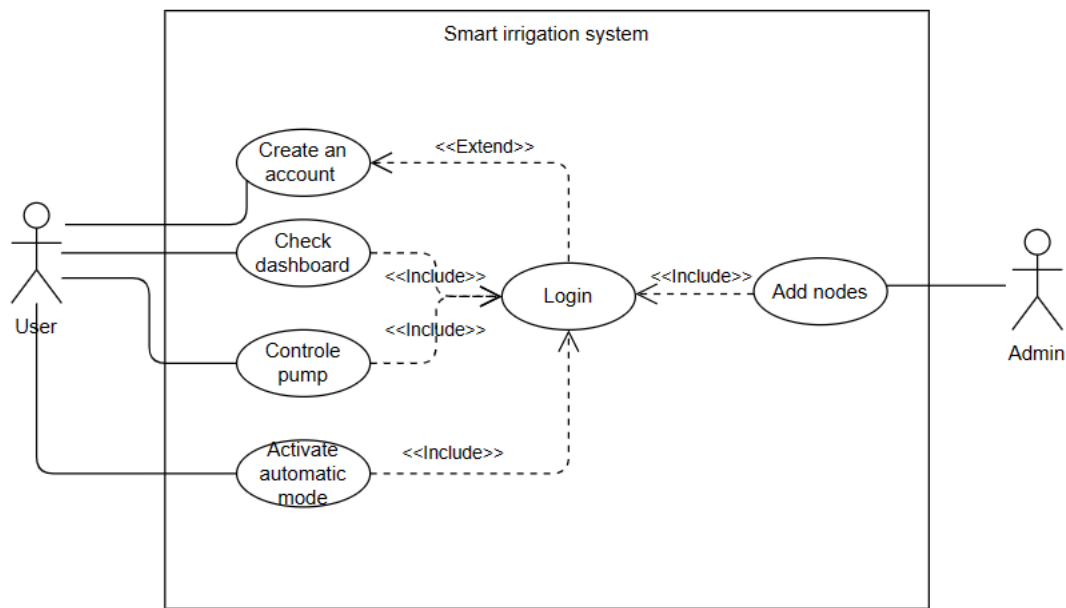 Smart irrigation system
Create an
account
<<Extend>>
Check
dashboard
<<Include>>
Login
<<Include>>
Add nodes
<<Include>>
User
Controle
pump
Admin
Activate
automatic
mode
<<Include>>